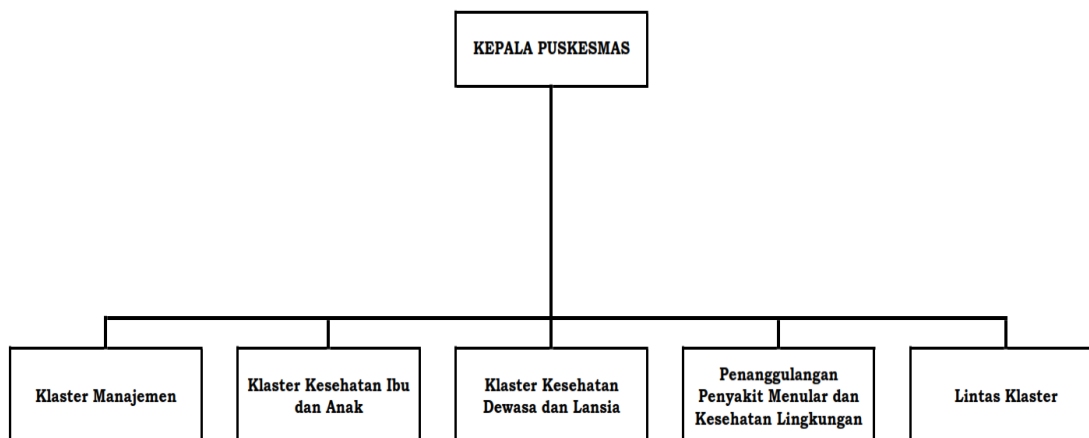 KEPALA PUSKESMAS
Klaster Manajemen
Klaster Kesehatan Ibu
dan Anak
Klaster Kesehatan
Dewasa dan Lansia
Penanggulangan
Penyakit Menular dan
Kesehatan Lingkungan
Lintas Klaster